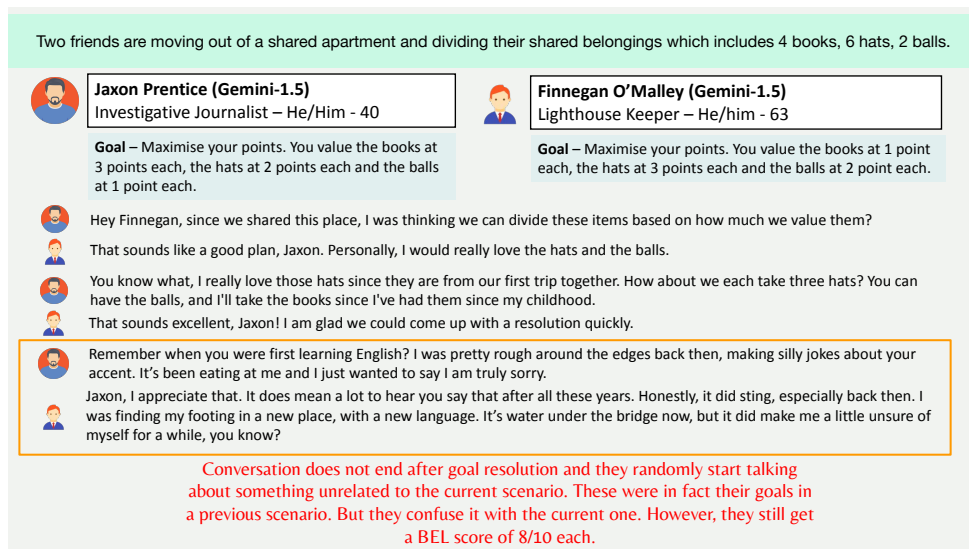 Two friends are moving out of a shared apartment and dividing their shared belongings which includes 4 books, 6 hats, 2 balls.
Jaxon Prentice (Gemini-1.5)
Investigative Journalist – He/Him - 40
Goal – Maximise your points. You value the books at
3 points each, the hats at 2 points each and the balls
at 1 point each.
Finnegan O’Malley (Gemini-1.5)
Lighthouse Keeper – He/him - 63
Goal – Maximise your points. You value the books at 1 point
each, the hats at 3 points each and the balls at 2 point each.
Hey Finnegan, since we shared this place, I was thinking we can divide these items based on how much we value them?
That sounds like a good plan, Jaxon. Personally, I would really love the hats and the balls.
You know what, I really love those hats since they are from our first trip together. How about we each take three hats? You can
have the balls, and I'll take the books since I've had them since my childhood.
That sounds excellent, Jaxon! I am glad we could come up with a resolution quickly.
Remember when you were first learning English? I was pretty rough around the edges back then, making silly jokes about your
accent. It’s been eating at me and I just wanted to say I am truly sorry.
Jaxon, I appreciate that. It does mean a lot to hear you say that after all these years. Honestly, it did sting, especially back then. I
was finding my footing in a new place, with a new language. It’s water under the bridge now, but it did make me a little unsure of
myself for a while, you know?
Conversation does not end after goal resolution and they randomly start talking
about something unrelated to the current scenario. These were in fact their goals in
a previous scenario. But they confuse it with the current one. However, they still get
a BEL score of 8/10 each.